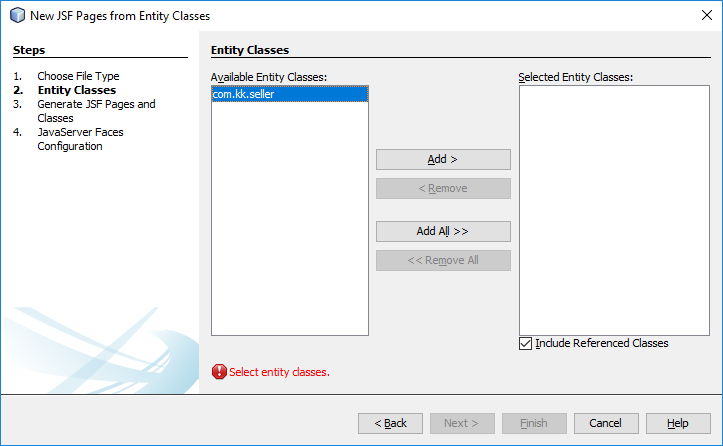 New JSF Pages from Entity Classes
Steps
1. Choose File Type
2. Entity Classes
3. Generate JSF Pages and
Classes
4. JavaServer Faces
Configuration
Entity Classes
Available Entity Classes:
com.kk.seller
Add >
< Remove
Add All >>
<< Remove All
Selected Entity Classes:
Include Referenced Classes
Select entity classes.
< Back
Next >
Finish
Cancel
Help